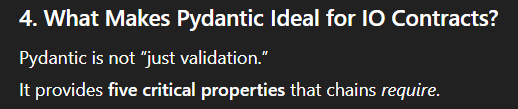 4. What Makes Pydantic Ideal for IO Contracts?
Pydantic is not “just validation.”
It provides five critical properties that chains require.